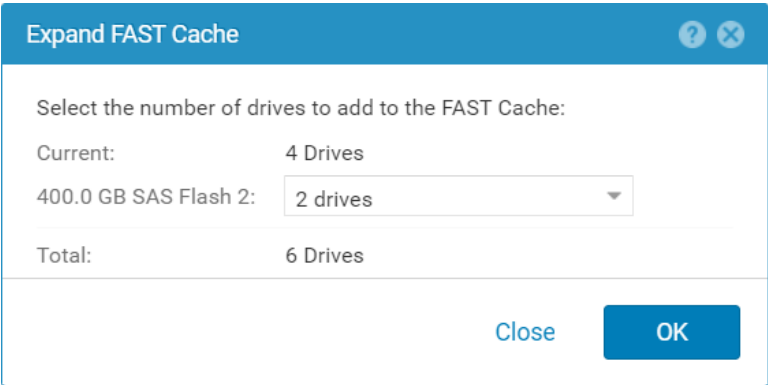 Expand FAST Cache
Select the number of drives to add to the FAST Cache:
Current: 4 Drives
400.0 GB SAS Flash 2: 2 drives
Total: 6 Drives
Close OK